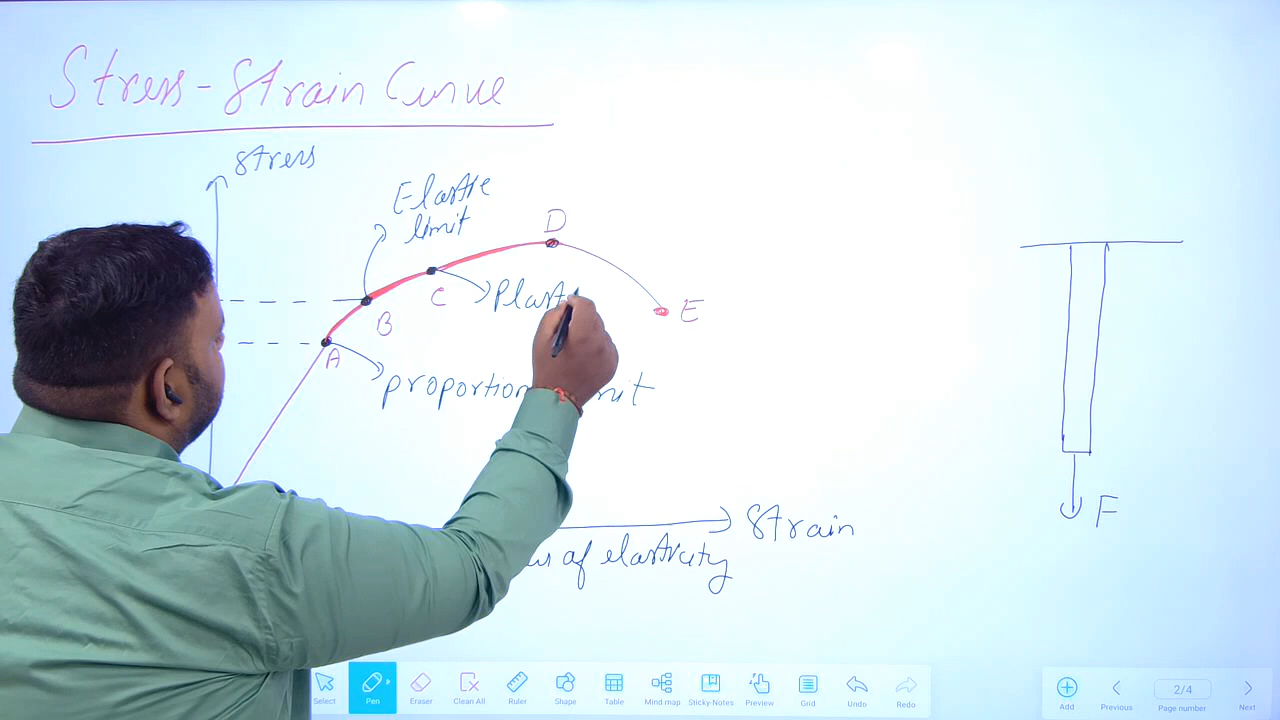 Stress-Strain Curve
stress
Elastic
limit
D
C
Plast
E
B
A
proportion
F
Strain
of elasticity
Select
Pen
Eraser
Clean All
Ruler
Shape
Table
Mind map
Sticky-Notes
Preview
Grid
Undo
Redo
Add
Previous
2/4
Page number
Next